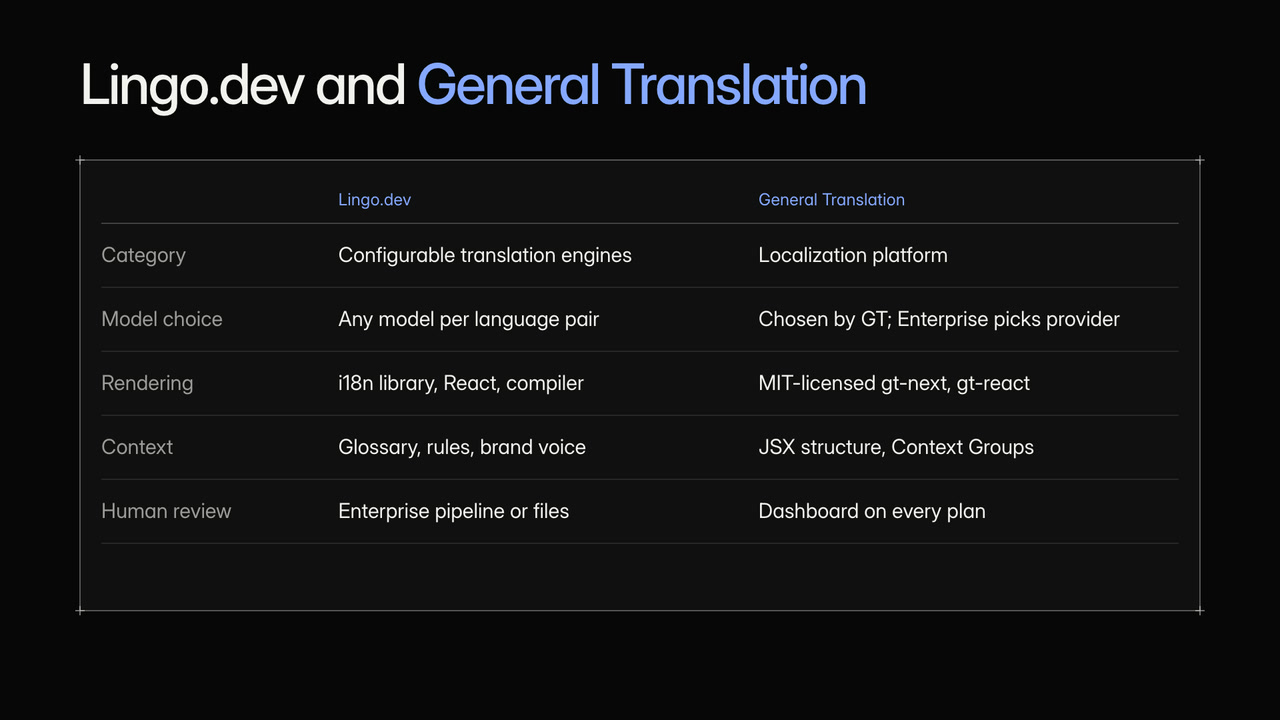 Lingo.dev and General Translation
Lingo.dev General Translation
Category Configurable translation engines Localization platform
Model choice Any model per language pair Chosen by GT; Enterprise picks provider
Rendering i18n library, React, compiler MIT-licensed gt-next, gt-react
Context Glossary, rules, brand voice JSX structure, Context Groups
Human review Enterprise pipeline or files Dashboard on every plan